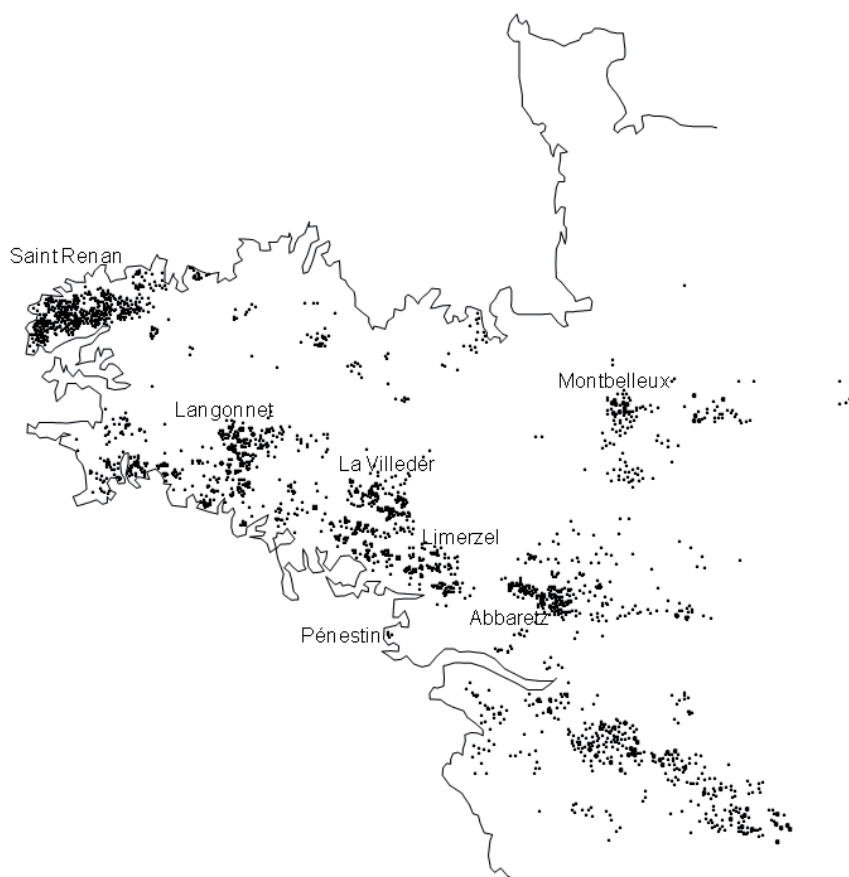 Saint Renan
Montbelleux
Langonnet
La Villeder
Limerzel
Abbaretz
Pénestin